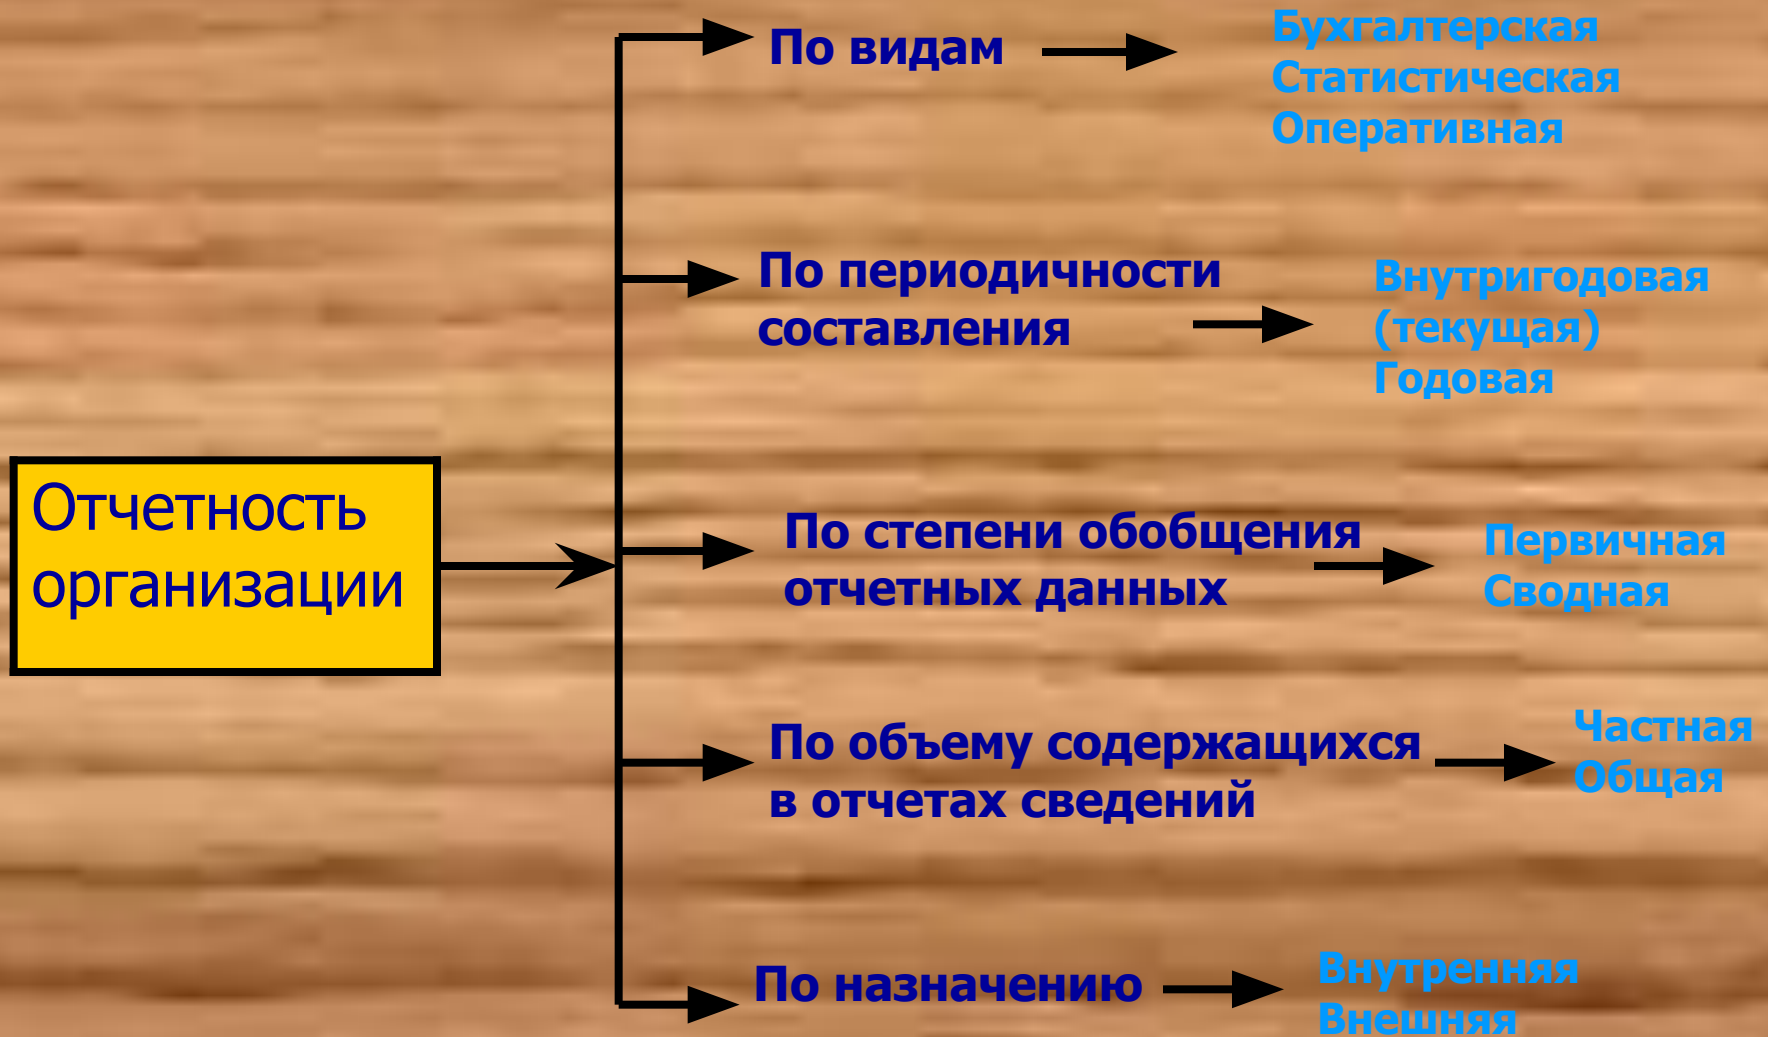 Отчетность
организации
По видам
Бухгалтерская
Статистическая
Оперативная
По периодичности
составления
Внутригодовая
(текущая)
Годовая
По степени обобщения
отчетных данных
Первичная
Сводная
По объему содержащихся
в отчетах сведений
Частная
Общая
По назначению
Внутренняя
Внешняя